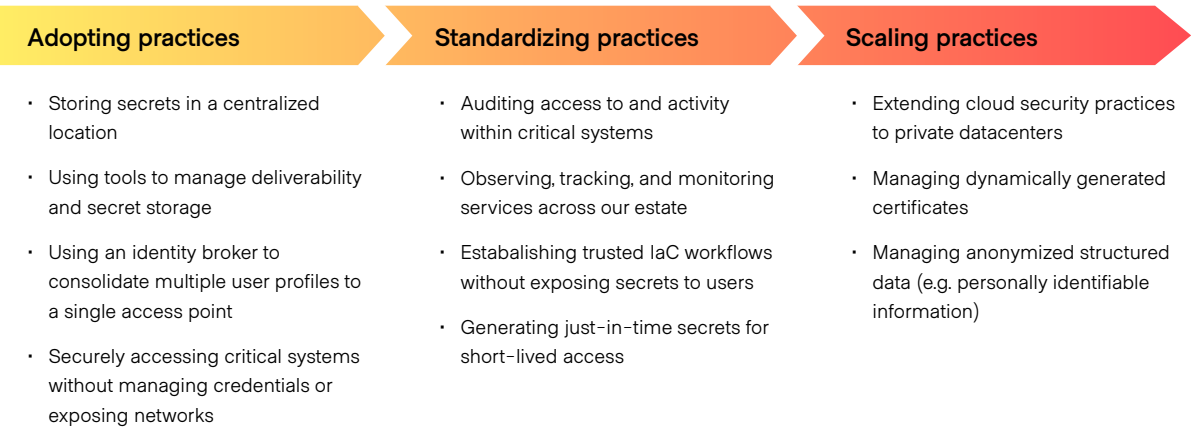 Adopting practices
· Storing secrets in a centralized
location
· Using tools to manage deliverability
and secret storage
· Using an identity broker to
consolidate multiple user profiles to
a single access point
· Securely accessing critical systems
without managing credentials or
exposing networks
Standardizing practices
· Auditing access to and activity
within critical systems
· Observing, tracking, and monitoring
services across our estate
· Estabalishing trusted IaC workflows
without exposing secrets to users
· Generating just-in-time secrets for
short-lived access
Scaling practices
· Extending cloud security practices
to private datacenters
· Managing dynamically generated
certificates
· Managing anonymized structured
data (e.g. personally identifiable
information)